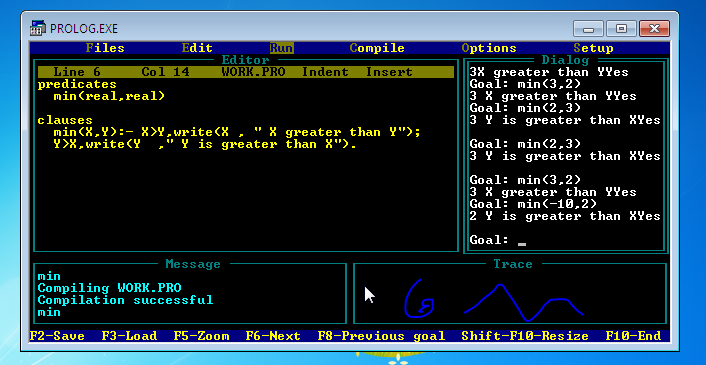 PROLOG.EXE
Files Edit Run Compile Options Setup
Editor
Line 6 Col 14 WORK.PRO Indent Insert
predicates
min(real,real)
clauses
min(X,Y):- X>Y,write(X , " X greater than Y");
Y>X,write(Y ," Y is greater than X").
Dialog
3X greater than YYes
Goal: min(3,2)
3 X greater than YYes
Goal: min(2,3)
3 Y is greater than XYes
Goal: min(2,3)
3 Y is greater than XYes
Goal: min(3,2)
3 X greater than YYes
Goal: min(-10,2)
2 Y is greater than XYes
Goal: _
Message
min
Compiling WORK.PRO
Compilation successful
min
Trace
F2-Save F3-Load F5-Zoom F6-Next F8-Previous goal Shift-F10-Resize F10-End